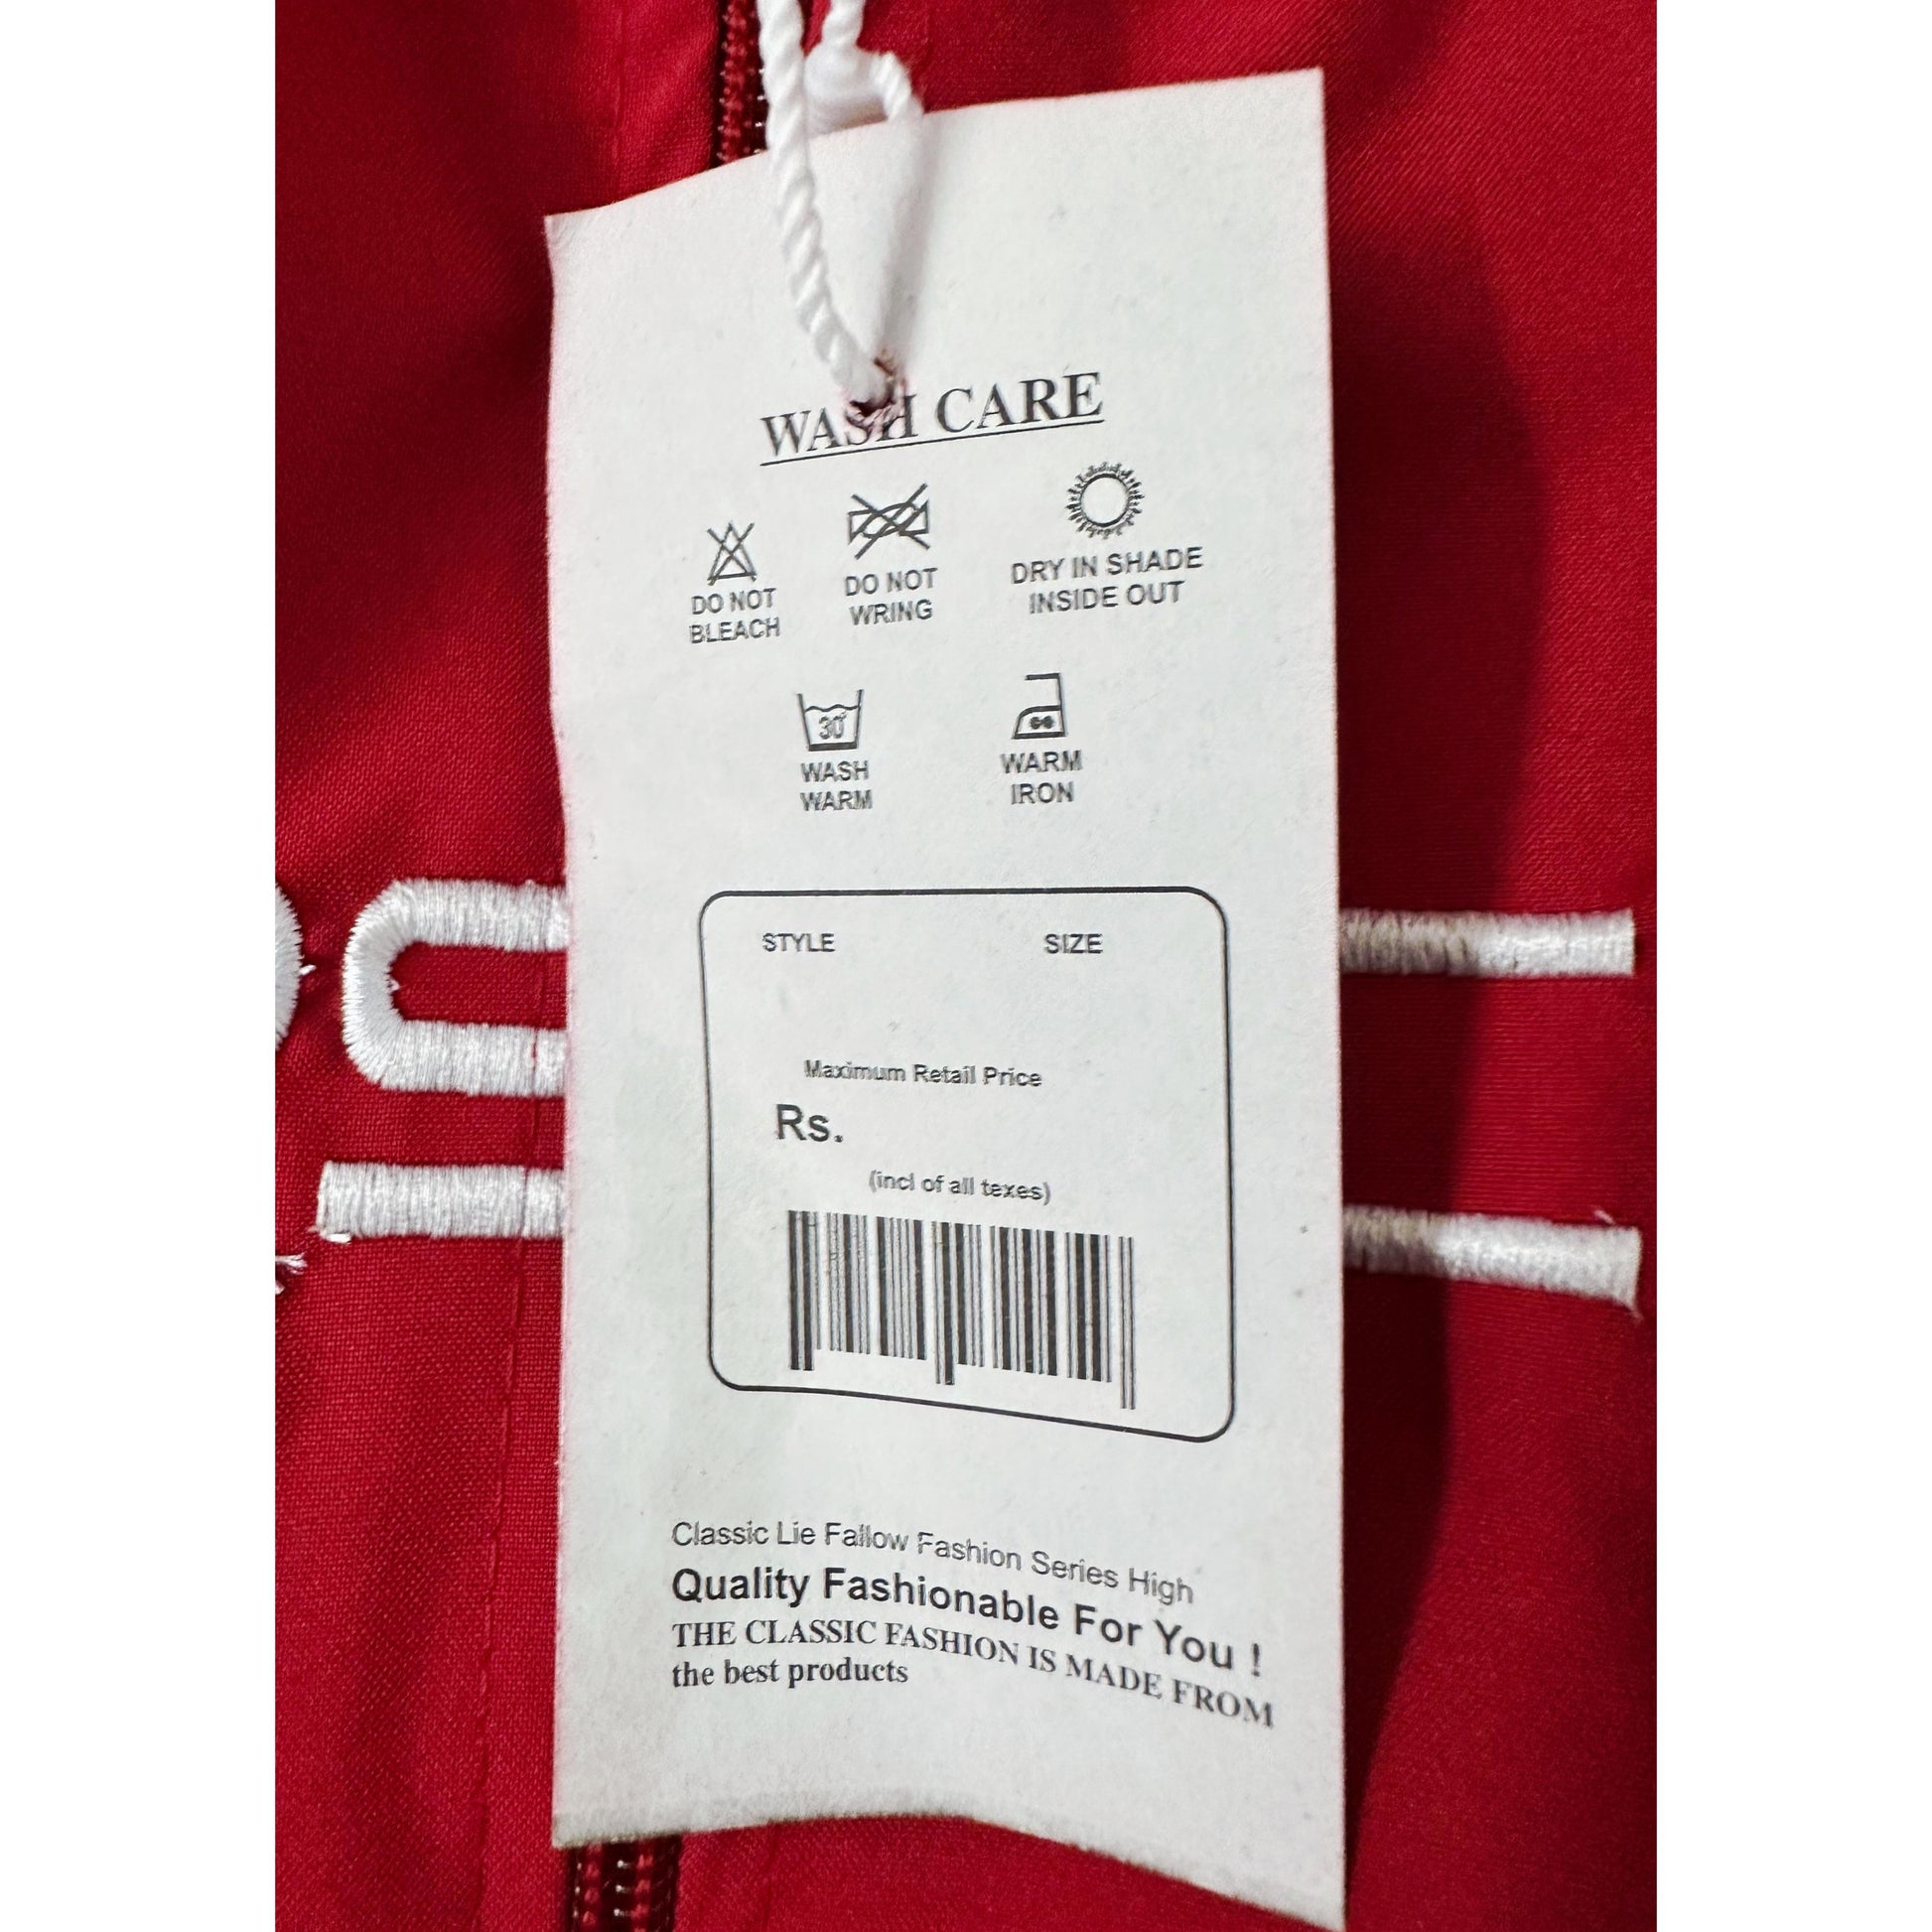 WASH CARE
DO NOT
BLEACH
DO NOT
WRING
DRY IN SHADE
INSIDE OUT
30°
WASH
WARM
WARM
IRON
STYLE SIZE
Maximum Retail Price
Rs.
(incl of all texes)
Classic Lie Fallow Fashion Series High
Quality Fashionable For You !
THE CLASSIC FASHION IS MADE FROM
the best products